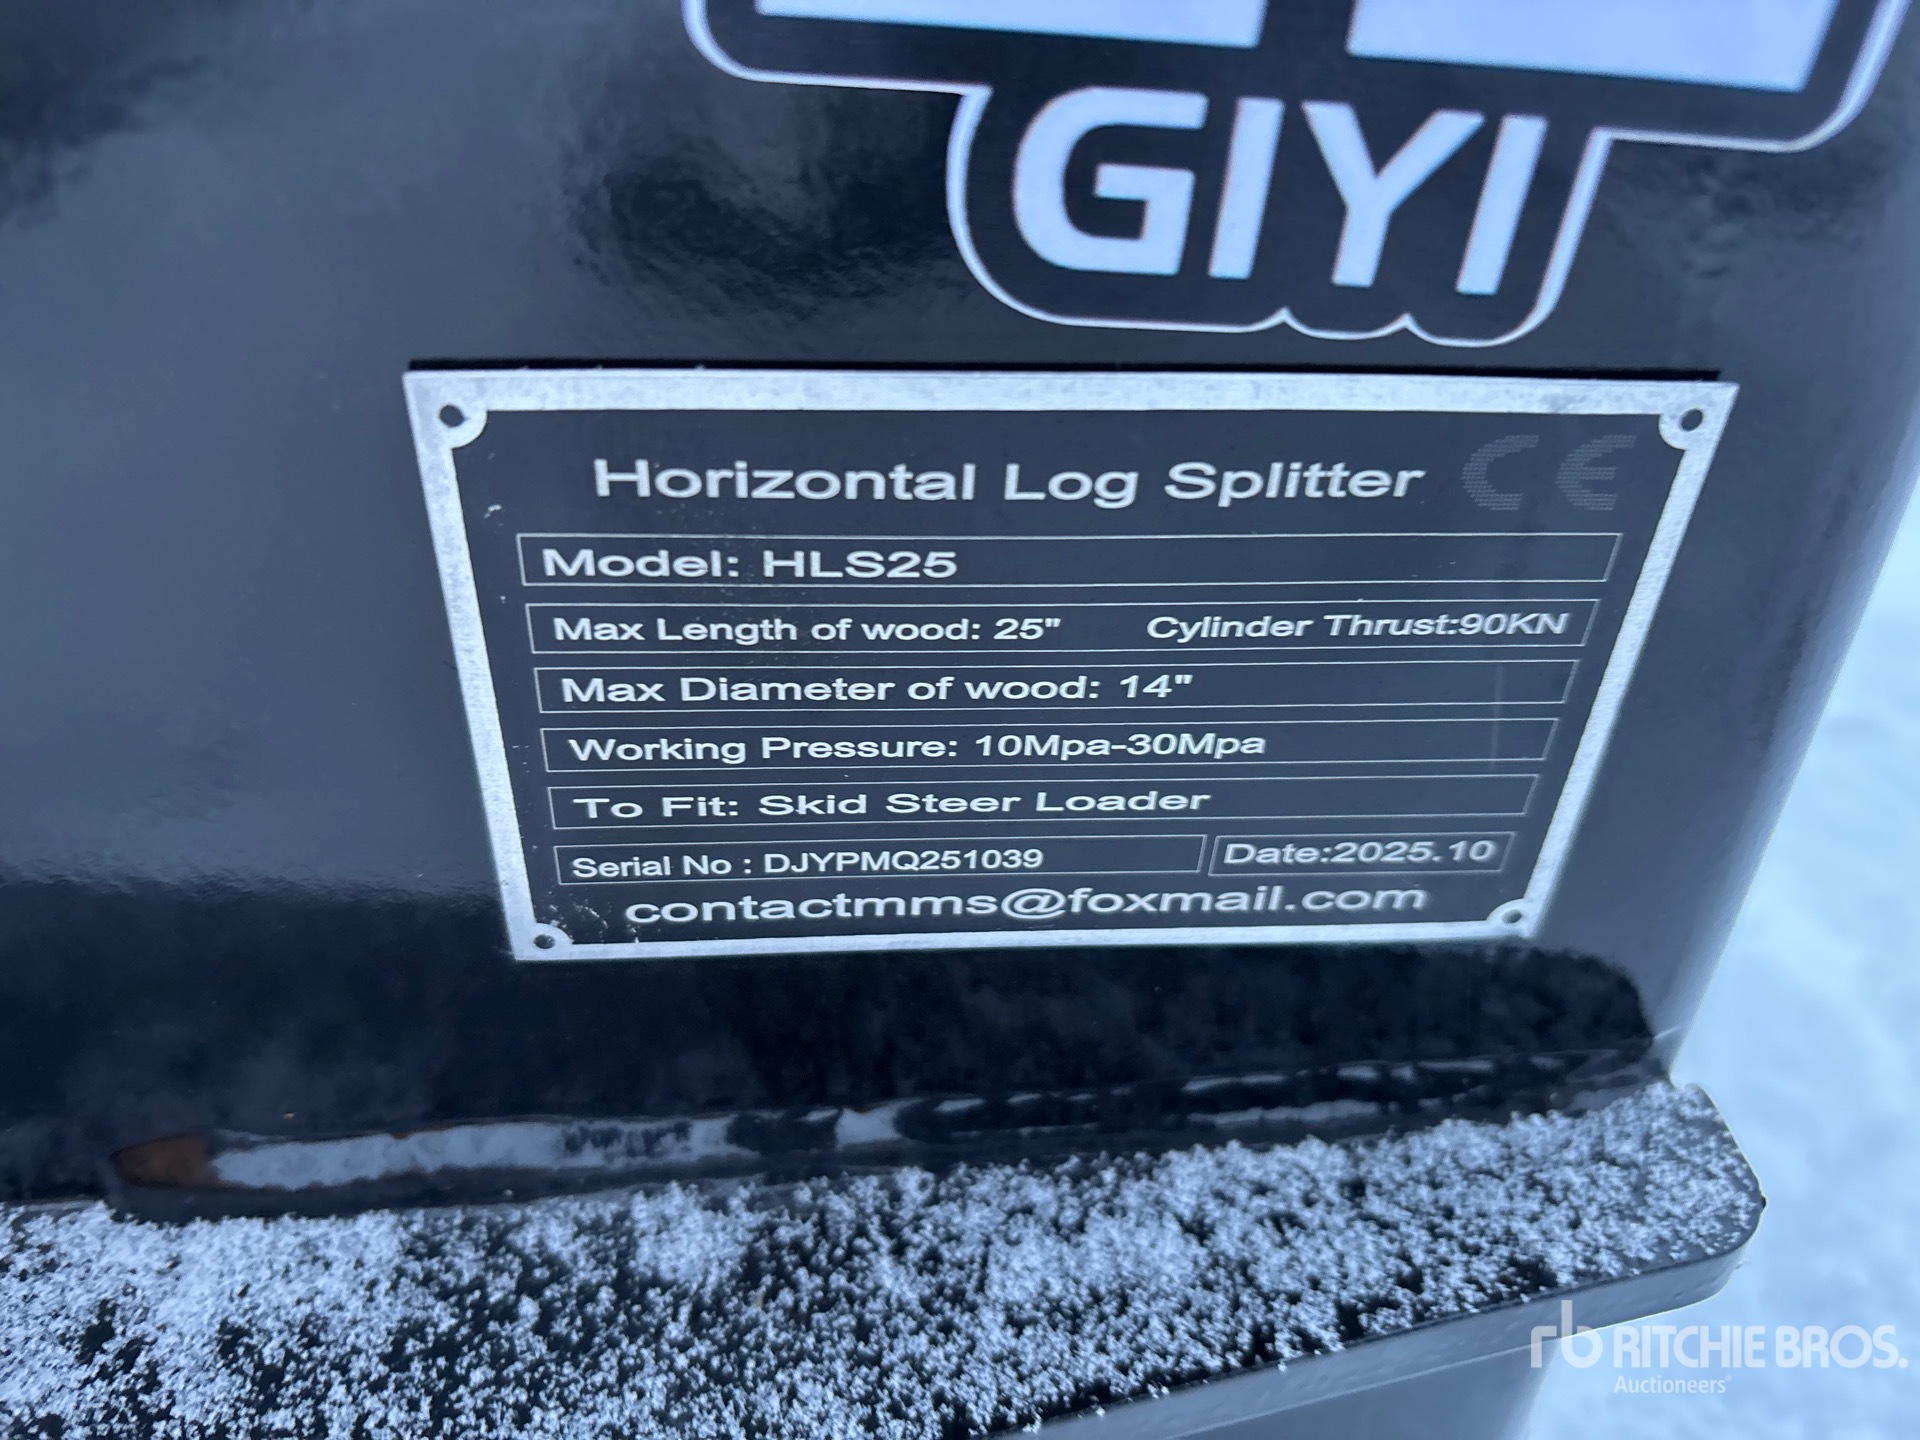 GIYI
Horizontal Log Splitter CE
Model: HLS25
Max Length of wood: 25" Cylinder Thrust:90KN
Max Diameter of wood: 14"
Working Pressure: 10Mpa-30Mpa
To Fit: Skid Steer Loader
Serial No : DJYPMQ251039 Date:2025.10
contactmms@foxmail.com
rb RITCHIE BROS.
Auctioneers